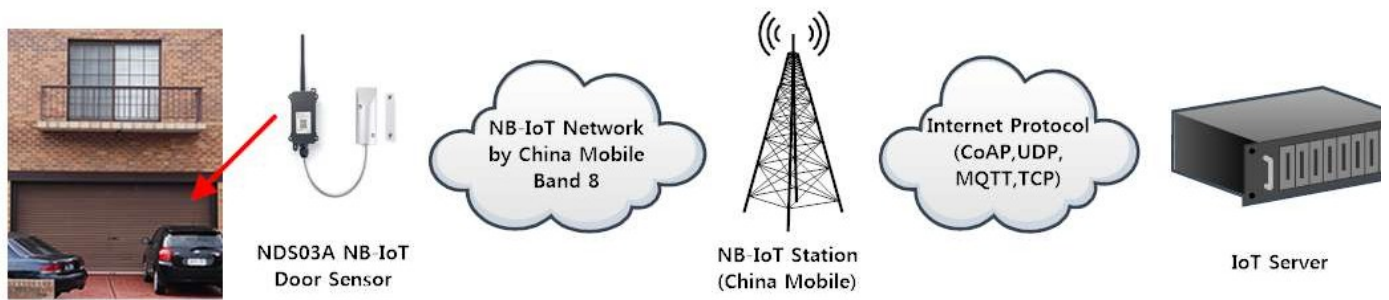 NDS03A NB-IoT
Door Sensor
NB-IoT Network
by China Mobile
Band 8
NB-IoT Station
(China Mobile)
Internet Protocol
(CoAP,UDP,
MQTT,TCP)
IoT Server